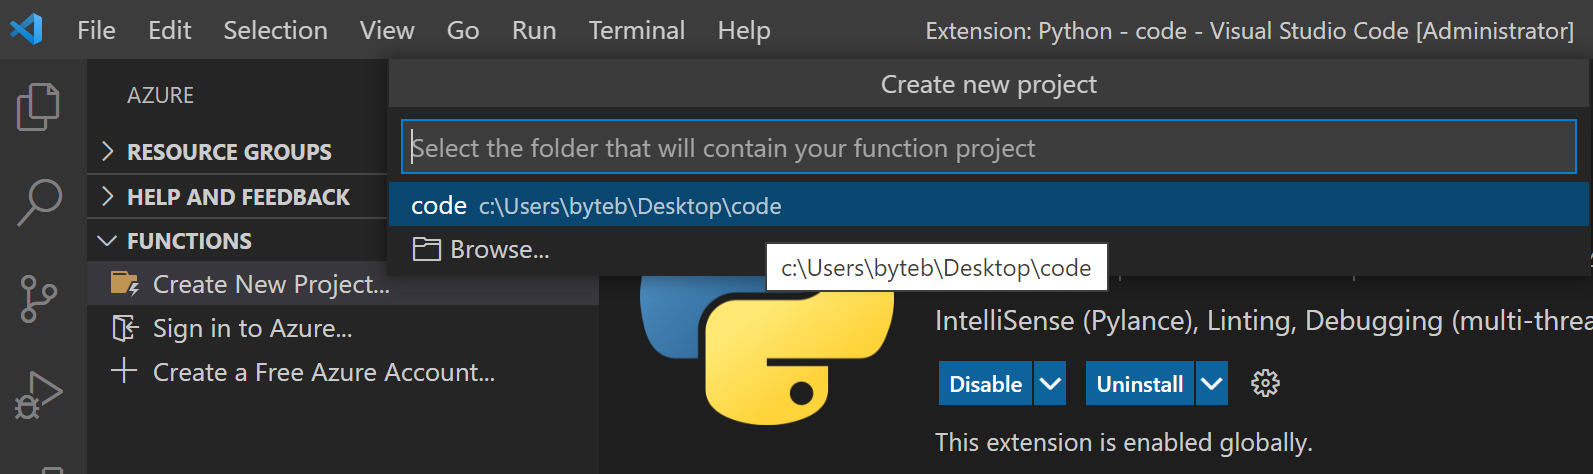 File Edit Selection View Go Run Terminal Help Extension: Python - code - Visual Studio Code [Administrator]
AZURE
Create new project
RESOURCE GROUPS
Select the folder that will contain your function project
HELP AND FEEDBACK
code c:\Users\byteb\Desktop\code
FUNCTIONS
Browse...
c:\Users\byteb\Desktop\code
Create New Project...
Sign in to Azure...
Create a Free Azure Account...
IntelliSense (Pylance), Linting, Debugging (multi-threa
Disable Uninstall
This extension is enabled globally.